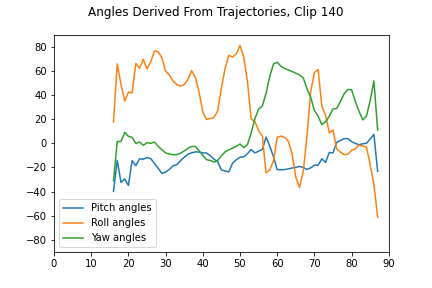 Angles Derived From Trajectories, Clip 140
80
60
40
20
0
−20
−40
−60
−80
Pitch angles
Roll angles
Yaw angles
0 10 20 30 40 50 60 70 80 90